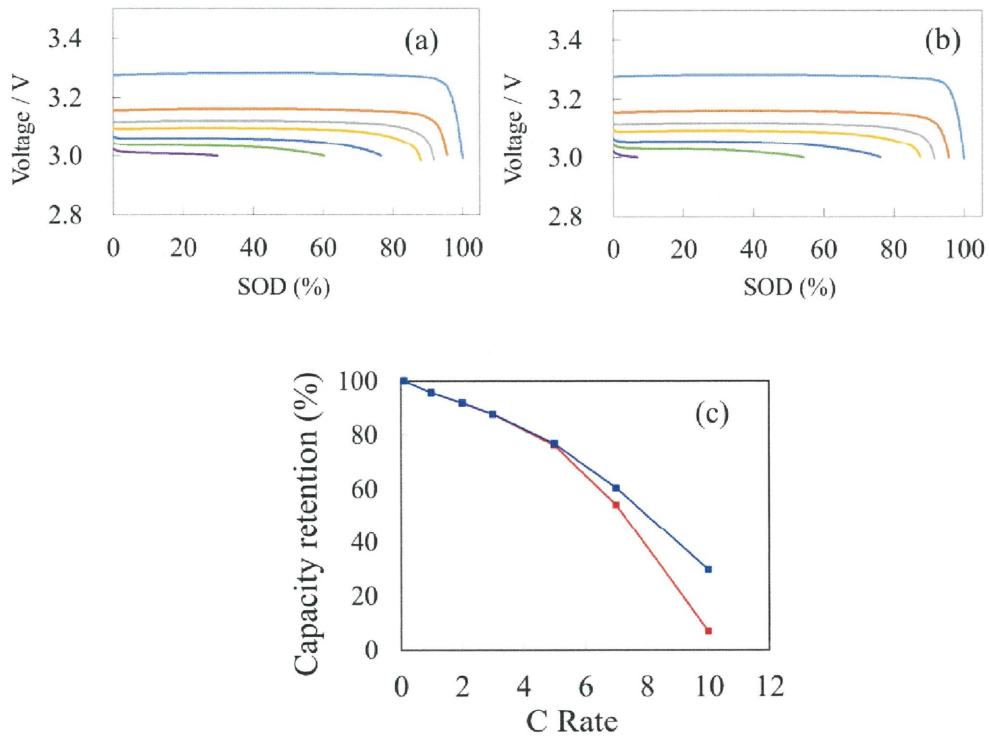 (a)
Voltage / V
3.4
3.2
3.0
2.8
0 20 40 60 80 100
SOD (%)
(b)
Voltage / V
3.4
3.2
3.0
2.8
0 20 40 60 80 100
SOD (%)
(c)
Capacity retention (%)
100
80
60
40
20
0
0 2 4 6 8 10 12
C Rate